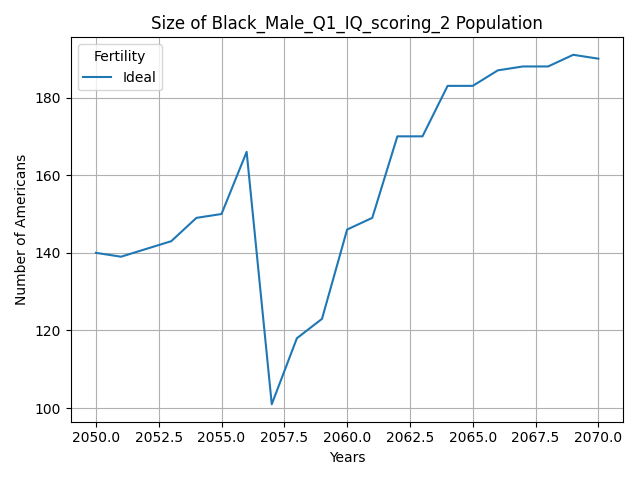 Size of Black_Male_Q1_IQ_scoring_2 Population
Fertility
Ideal
Number of Americans
180
160
140
120
100
2050.0 2052.5 2055.0 2057.5 2060.0 2062.5 2065.0 2067.5 2070.0
Years